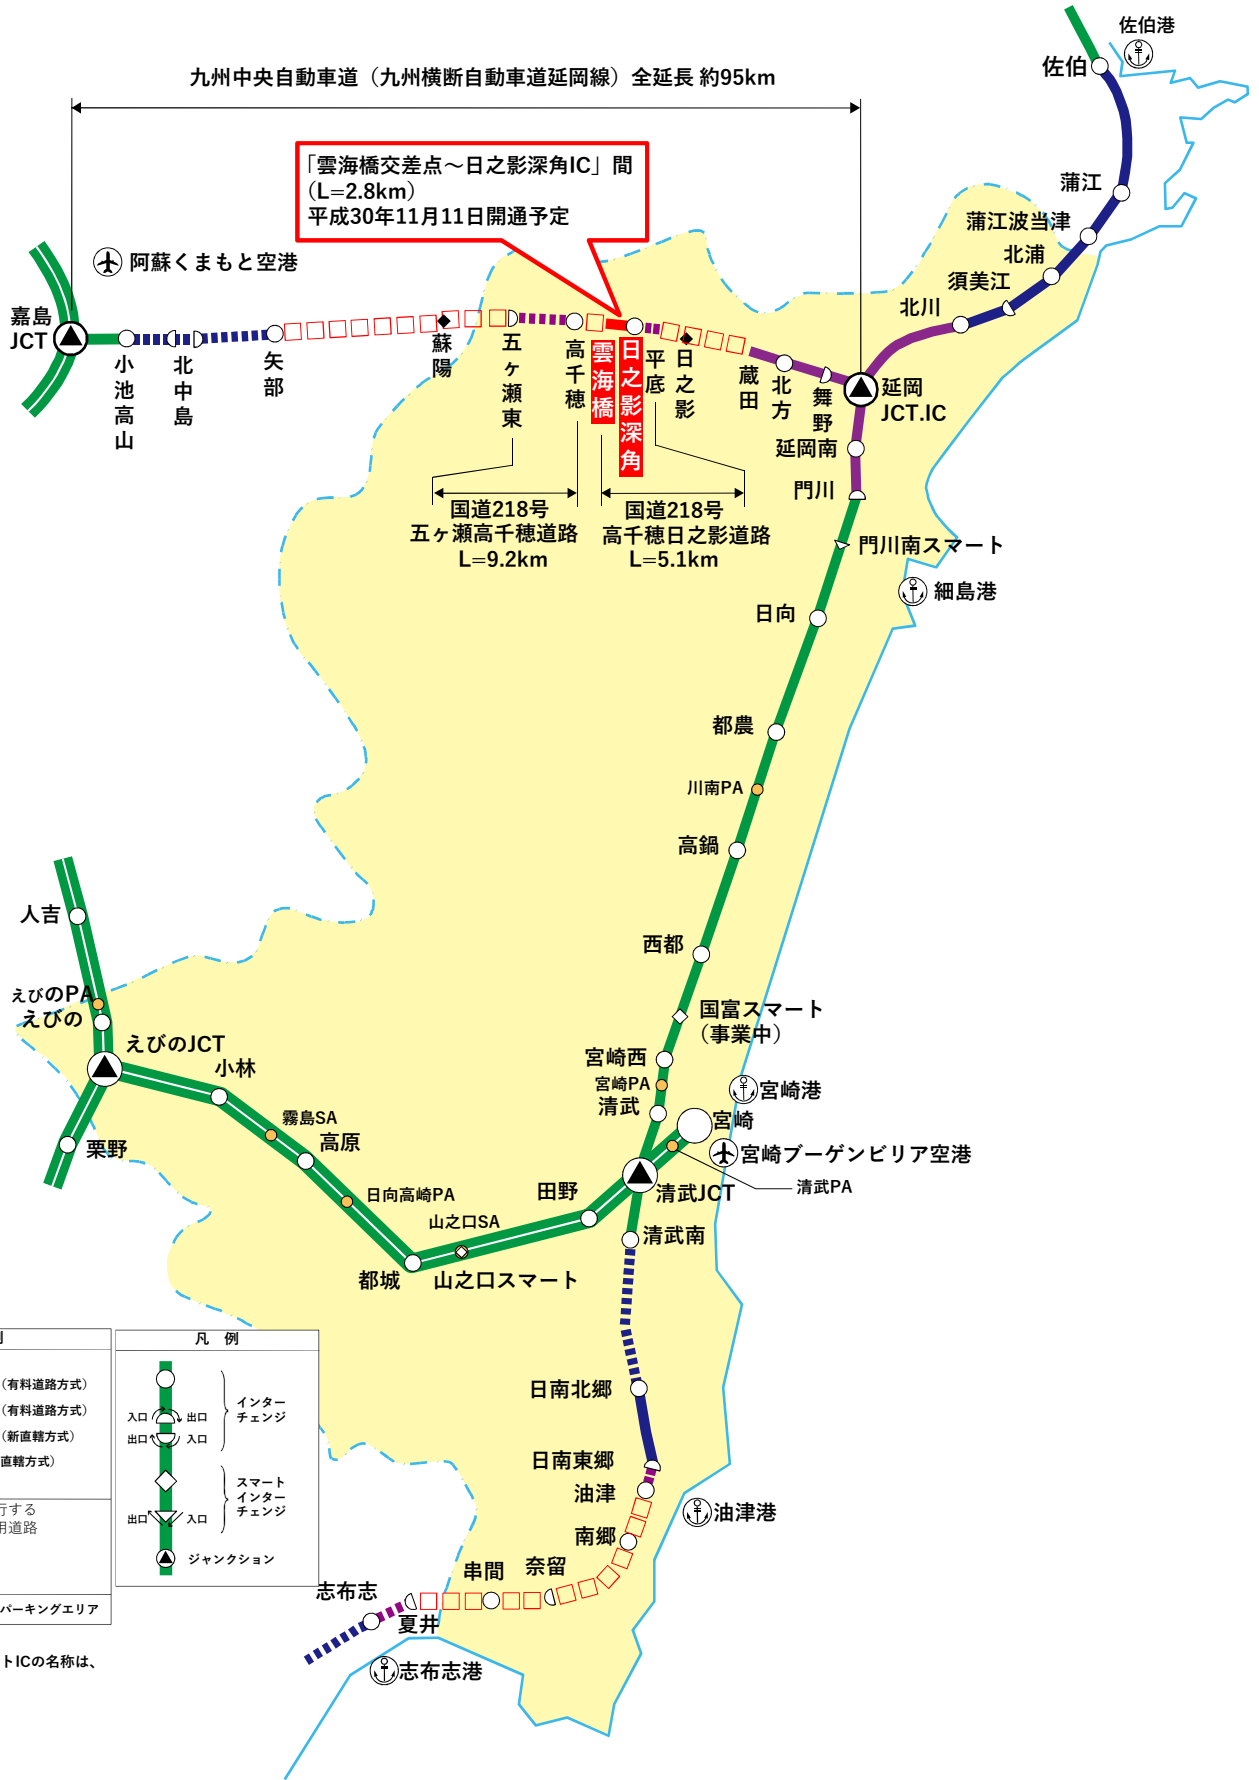 佐伯港
佐伯
九州中央自動車道（九州横断自動車道延岡線）全延長 約95km
「雲海橋交差点～日之影深角IC」間
（L=2.8km）
平成30年11月11日開通予定
蒲江
蒲江波当津
北浦
須美江
北川
阿蘇くまもと空港
嘉島
JCT
小池高山
北中島
矢部
蘇陽
五ヶ瀬東
高千穂
雲海橋
日之影深角
平底
日之影
蔵田
北方
舞野
延岡
JCT.IC
延岡南
門川
国道218号
五ヶ瀬高千穂道路
L=9.2km
国道218号
高千穂日之影道路
L=5.1km
門川南スマート
細島港
日向
都農
川南PA
高鍋
人吉
西都
えびのPA
えびの
国富スマート
（事業中）
えびのJCT
小林
宮崎西
宮崎PA
清武
宮崎港
宮崎
霧島SA
高原
栗野
宮崎ブーゲンビリア空港
清武PA
日向高崎PA
田野
清武JCT
山之口SA
清武南
都城
山之口スマート
（有料道路方式）
（有料道路方式）
（新直轄方式）
直轄方式）
行する
用道路
パーキングエリア
トICの名称は、
凡　例
インター
チェンジ
入口
出口
出口
入口
スマート
インター
チェンジ
出口
入口
ジャンクション
日南北郷
日南東郷
油津
油津港
南郷
奈留
串間
志布志
夏井
志布志港